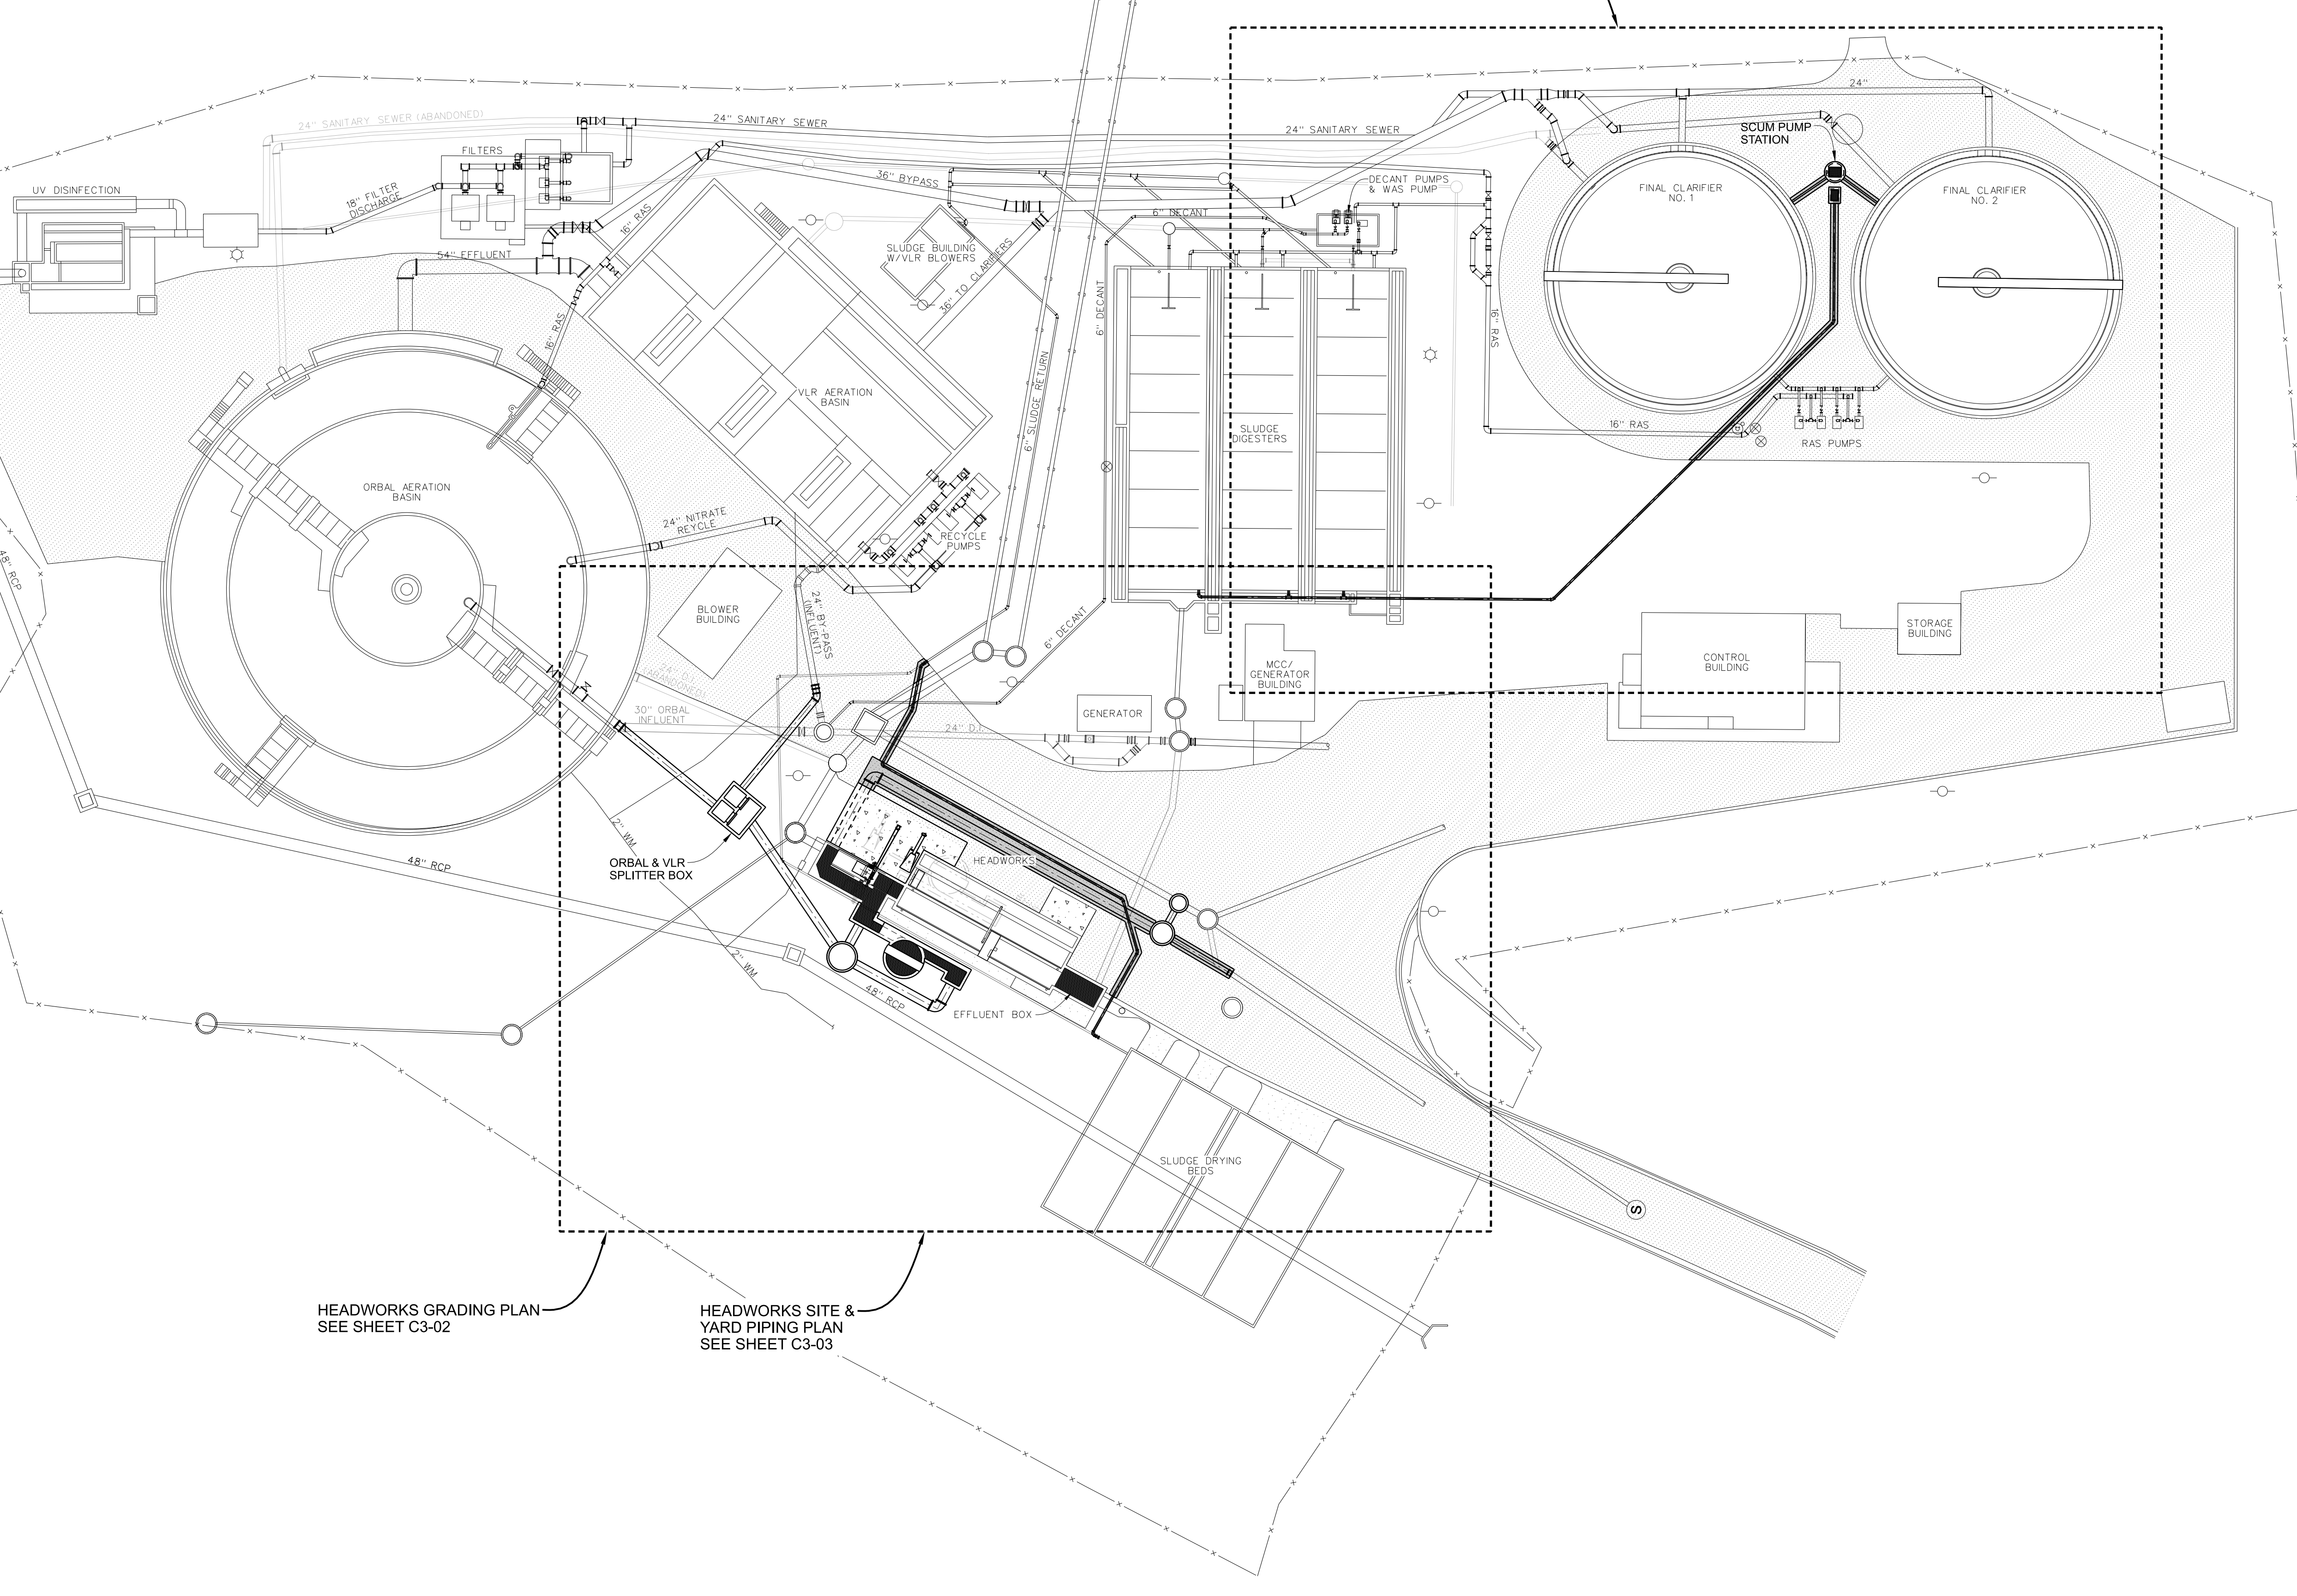 24" SANITARY SEWER (ABANDONED)
24" SANITARY SEWER
24" SANITARY SEWER
24"
SCUM PUMP
STATION
FILTERS
UV DISINFECTION
18" FILTER
DISCHARGE
36" BYPASS
DECANT PUMPS
& WAS PUMP
FINAL CLARIFIER
NO. 1
FINAL CLARIFIER
NO. 2
16" RAS
6" DECANT
SLUDGE BUILDING
W/VLR BLOWERS
36" TO CLARIFIERS
54" EFFLUENT
6" DECANT
16" RAS
16" RAS
6" SLUDGE RETURN
VLR AERATION
BASIN
SLUDGE
DIGESTERS
16" RAS
RAS PUMPS
ORBAL AERATION
BASIN
24" NITRATE
REYCLE
RECYCLE
PUMPS
48" RCP
BLOWER
BUILDING
24" BY-PASS
(INFLUENT)
6" DECANT
STORAGE
BUILDING
CONTROL
BUILDING
MCC/
GENERATOR
BUILDING
24" D.I.
(ABANDONED)
30" ORBAL
INFLUENT
GENERATOR
24" D.I.
2" WM
ORBAL & VLR
SPLITTER BOX
HEADWORKS
48" RCP
2" WM
48" RCP
EFFLUENT BOX
SLUDGE DRYING
BEDS
S
HEADWORKS GRADING PLAN
SEE SHEET C3-02
HEADWORKS SITE &
YARD PIPING PLAN
SEE SHEET C3-03